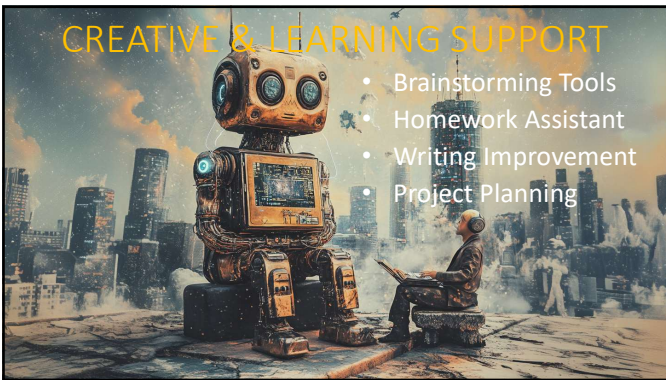 CREATIVE & LEARNING SUPPORT
• Brainstorming Tools
• Homework Assistant
• Writing Improvement
• Project Planning